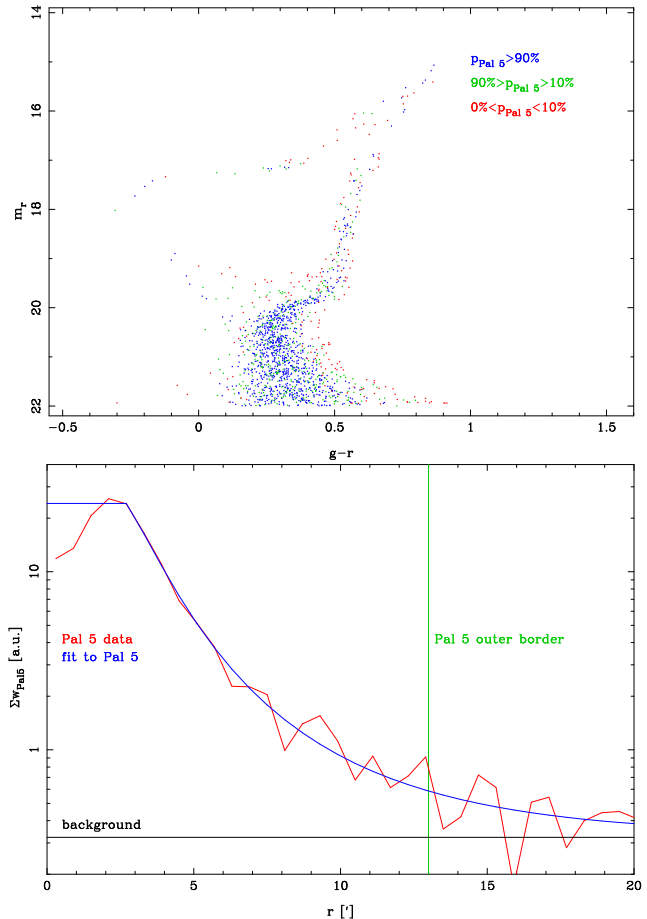 14
p_Pal 5>90%
90%>p_Pal 5>10%
0%<p_Pal 5<10%
16
m_r
18
20
22
−0.5 0 0.5 1 1.5
g−r
10
Pal 5 data
fit to Pal 5
Pal 5 outer border
Σw_Pal5 [a.u.]
1
background
0 5 10 15 20
r [′]